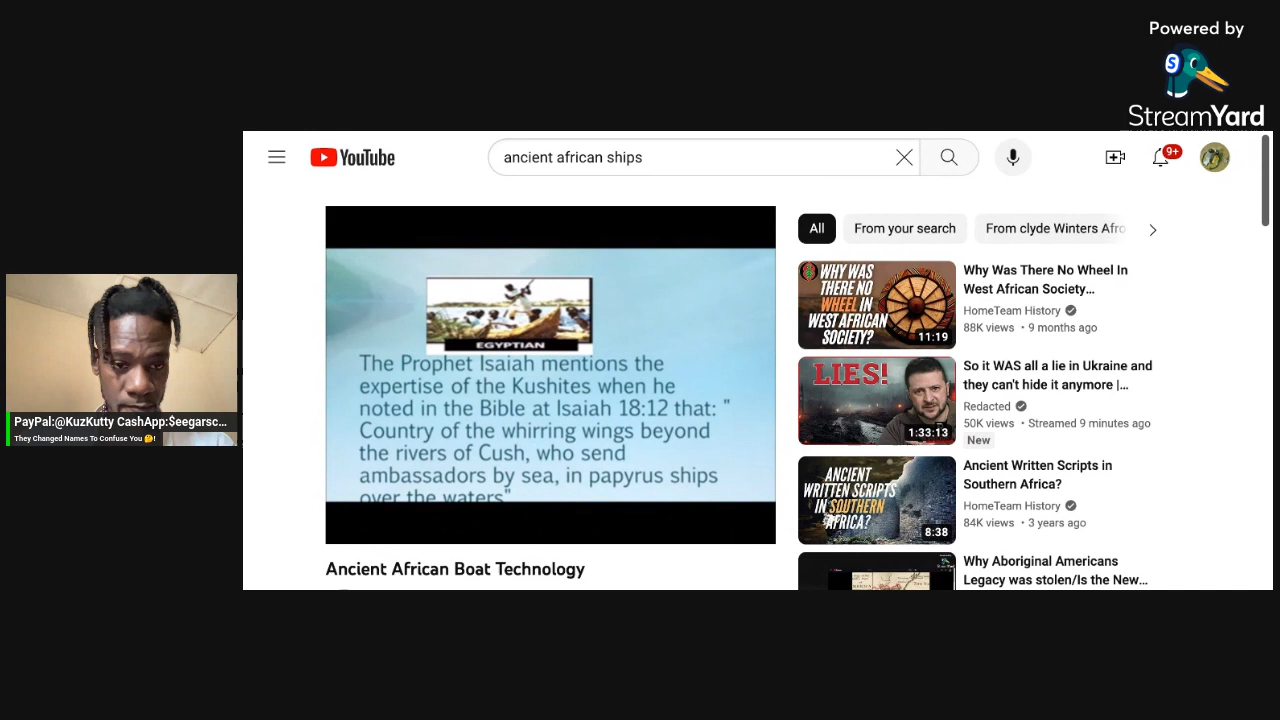 Powered by
StreamYard
YouTube
ancient african ships
9+
All
From your search
From clyde Winters Afro
EGYPTIAN
The Prophet Isaiah mentions the
expertise of the Kushites when he
noted in the Bible at Isaiah 18:12 that: "
Country of the whirring wings beyond
the rivers of Cush, who send
ambassadors by sea, in papyrus ships
over the waters"
Ancient African Boat Technology
WHY WAS
THERE NO
WHEEL IN
WEST AFRICAN
SOCIETY?
11:19
Why Was There No Wheel In
West African Society...
HomeTeam History
88K views • 9 months ago
LIES!
1:33:13
So it WAS all a lie in Ukraine and
they can't hide it anymore |...
Redacted
50K views • Streamed 9 minutes ago
New
ANCIENT
WRITTEN SCRIPTS
IN SOUTHERN
AFRICA?
8:38
Ancient Written Scripts in
Southern Africa?
HomeTeam History
84K views • 3 years ago
Why Aboriginal Americans
Legacy was stolen/Is the New...
PayPal:@KuzKutty CashApp:$eegarsc...
They Changed Names To Confuse You 🤔!